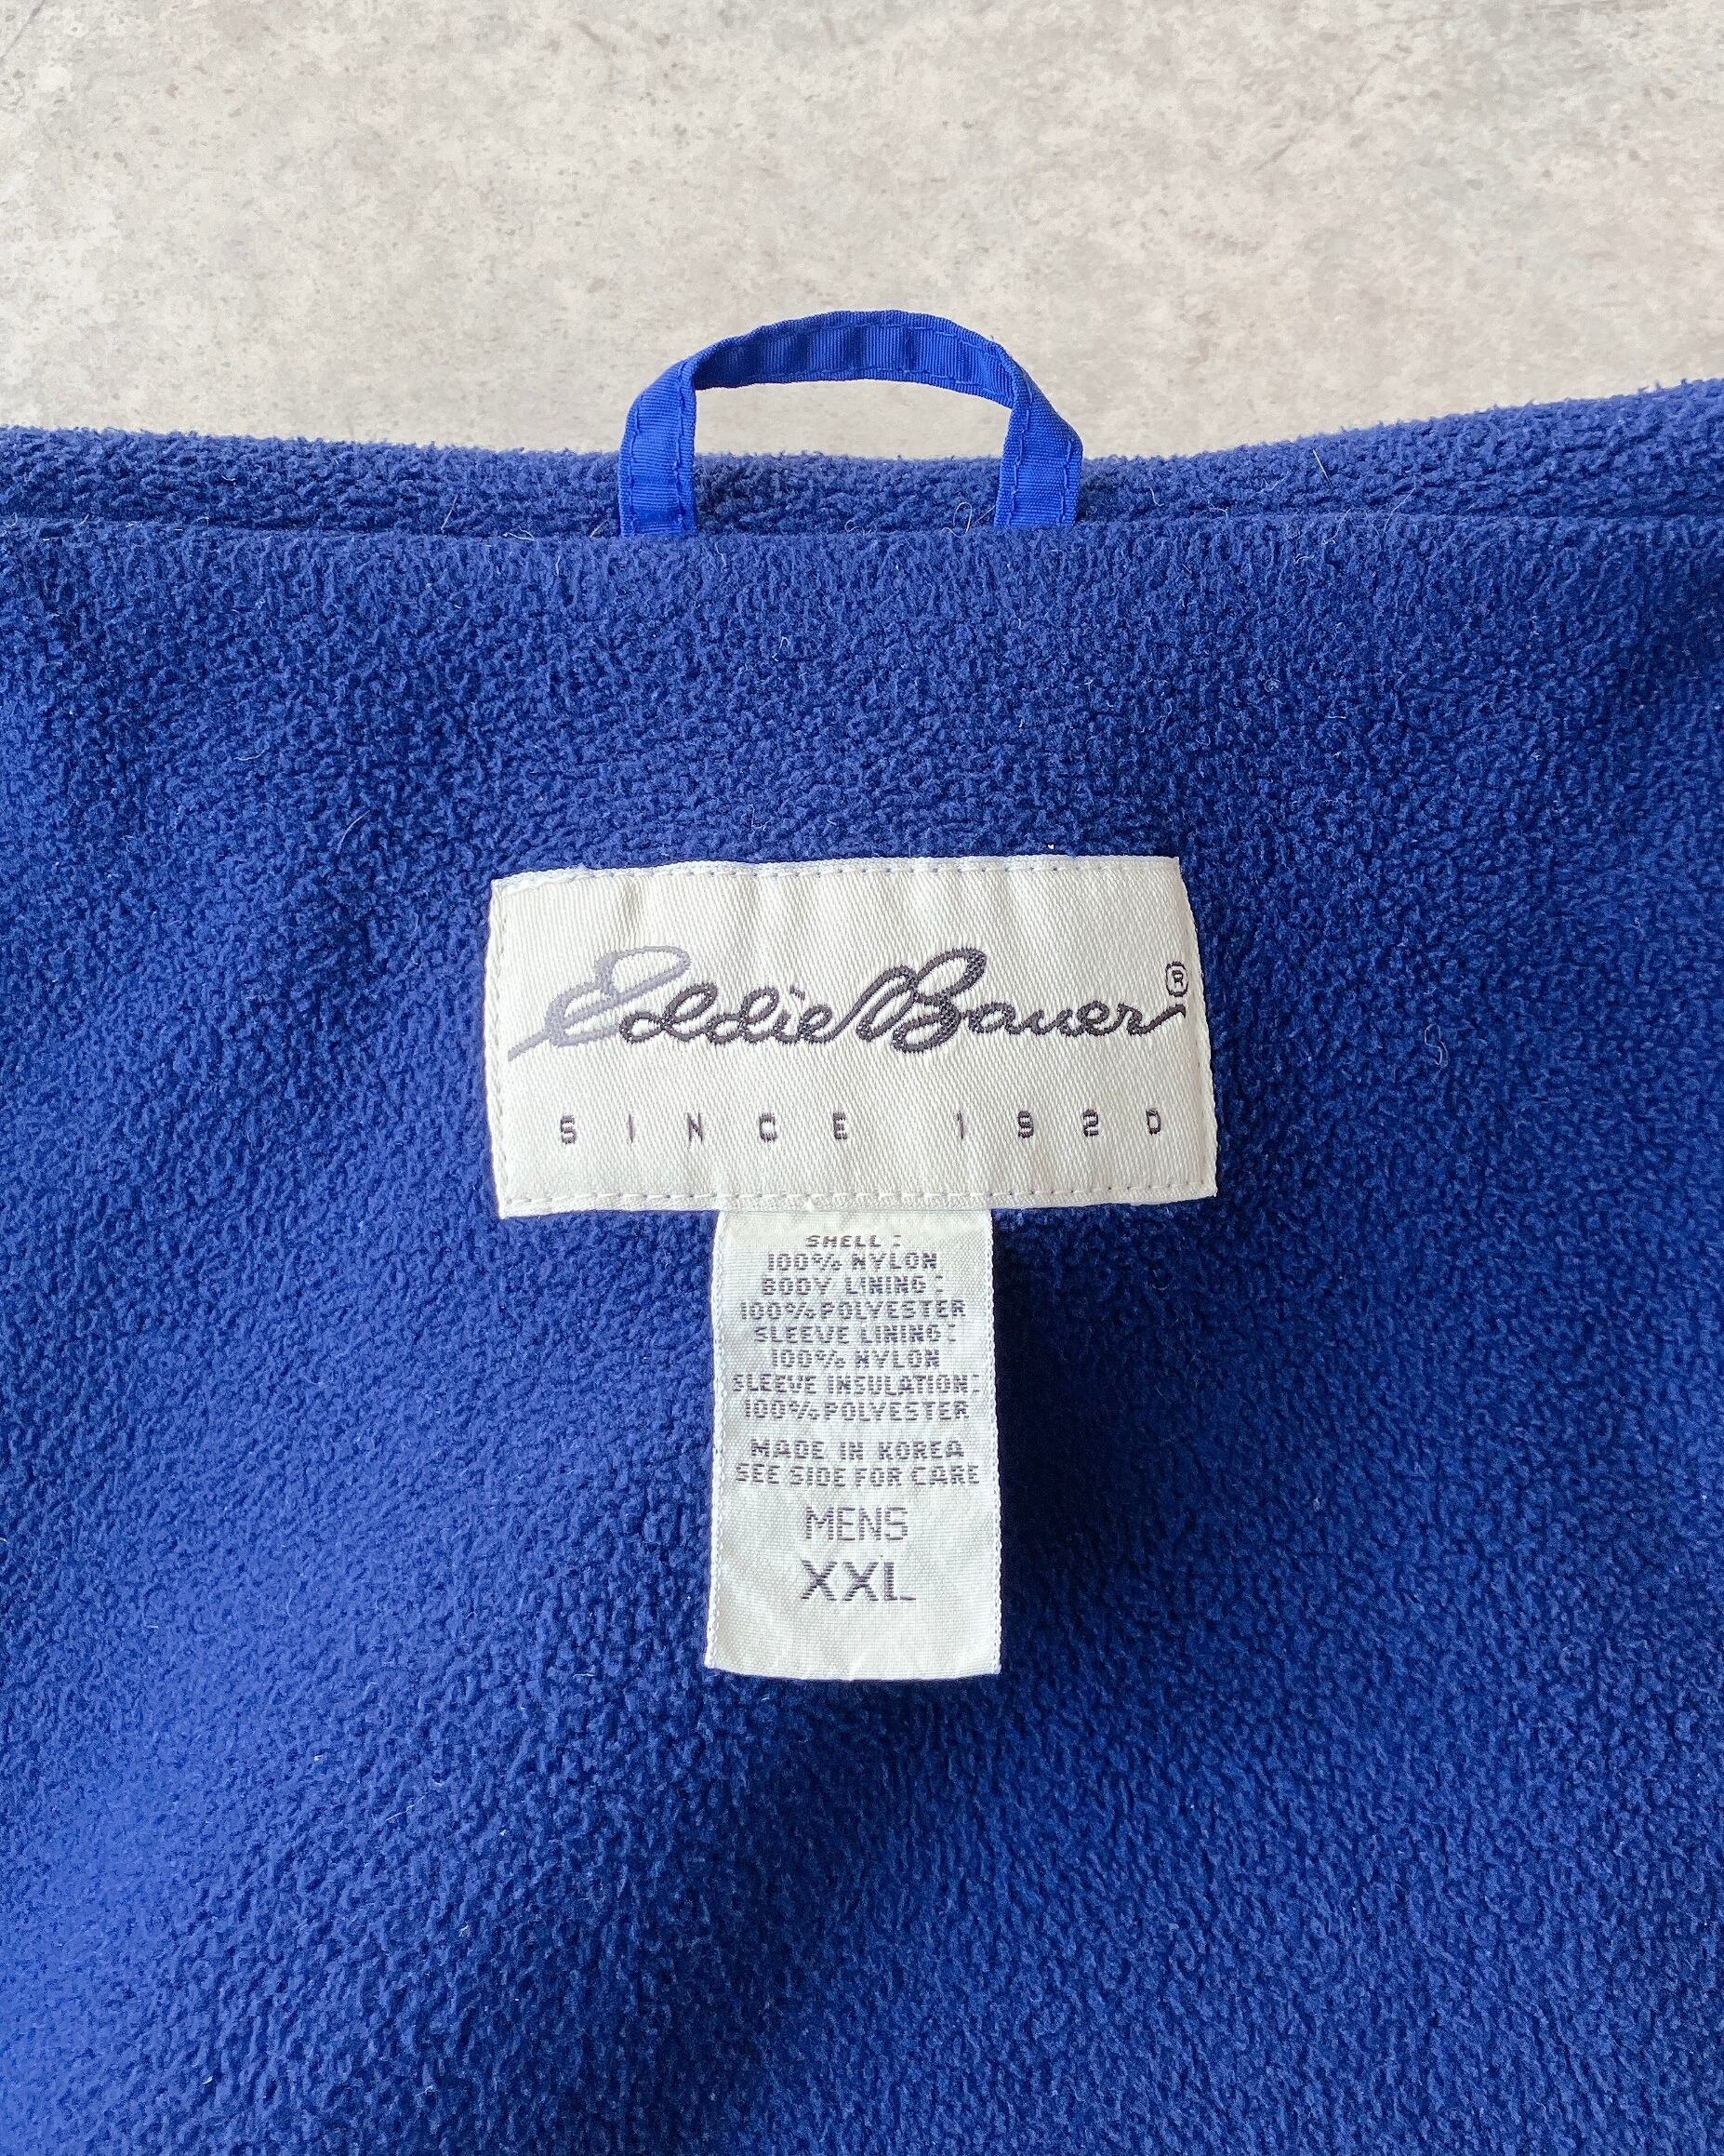 Eddie Bauer®
SINCE 1920
SHELL:
100% NYLON
BODY LINING:
100% POLYESTER
SLEEVE LINING:
100% NYLON
SLEEVE INSULATION:
100% POLYESTER
MADE IN KOREA
SEE SIDE FOR CARE
MENS
XXL